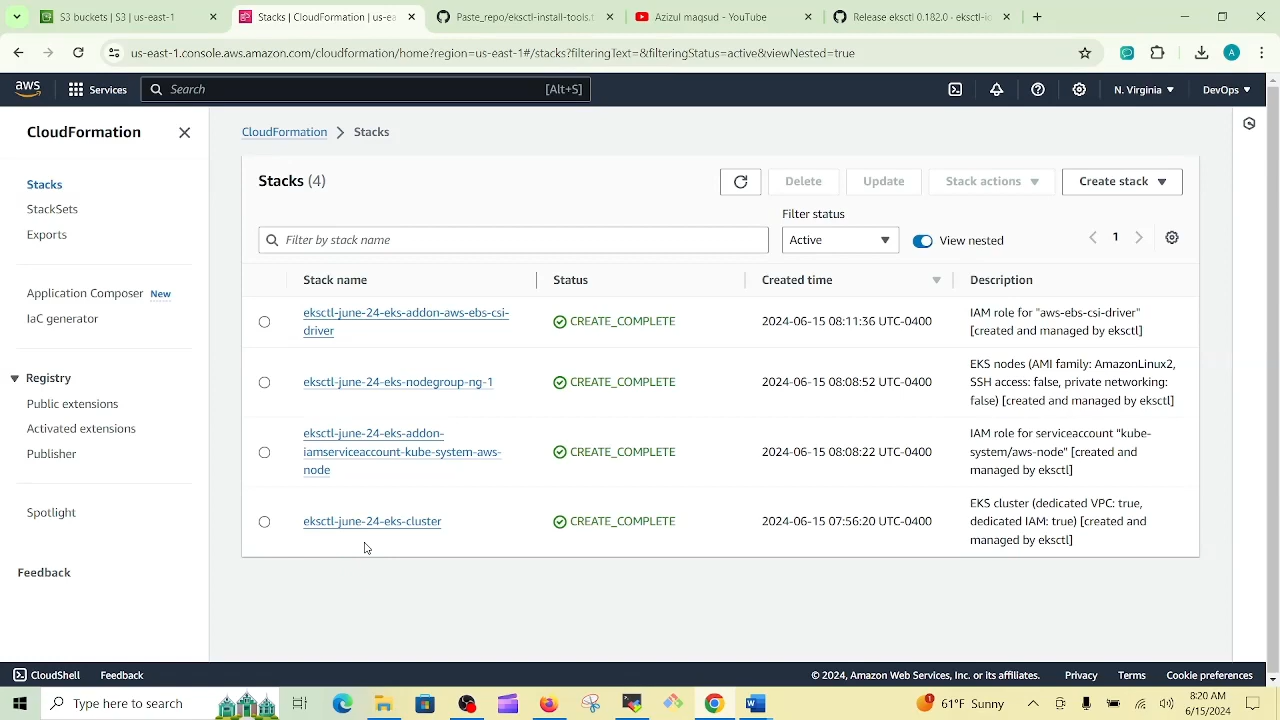 S3 buckets | S3 | us-east-1
Stacks | CloudFormation | us-ea
Paste repo/eksctl-install-tools.t
Azizul maqsud - YouTube
Release eksctl 0.182.0 · eksctl-io
us-east-1.console.aws.amazon.com/cloudformation/home?region=us-east-1#/stacks?filteringText=&filteringStatus=active&viewNested=true
A
aws
Services
Search
[Alt+S]
N. Virginia
DevOps
CloudFormation
Stacks
StackSets
Exports
Application Composer New
IaC generator
Registry
Public extensions
Activated extensions
Publisher
Spotlight
Feedback
CloudFormation
Stacks
Stacks (4)
Delete
Update
Stack actions
Create stack
Filter status
Filter by stack name
Active
View nested
1
Stack name
Status
Created time
Description
eksctl-june-24-eks-addon-aws-ebs-csi-
driver
CREATE_COMPLETE
2024-06-15 08:11:36 UTC-0400
IAM role for "aws-ebs-csi-driver"
[created and managed by eksctl]
eksctl-june-24-eks-nodegroup-ng-1
CREATE_COMPLETE
2024-06-15 08:08:52 UTC-0400
EKS nodes (AMI family: AmazonLinux2,
SSH access: false, private networking:
false) [created and managed by eksctl]
eksctl-june-24-eks-addon-
iamserviceaccount-kube-system-aws-
node
CREATE_COMPLETE
2024-06-15 08:08:22 UTC-0400
IAM role for serviceaccount "kube-
system/aws-node" [created and
managed by eksctl]
eksctl-june-24-eks-cluster
CREATE_COMPLETE
2024-06-15 07:56:20 UTC-0400
EKS cluster (dedicated VPC: true,
dedicated IAM: true) [created and
managed by eksctl]
CloudShell
Feedback
© 2024, Amazon Web Services, Inc. or its affiliates.
Privacy
Terms
Cookie preferences
Type here to search
1
61°F Sunny
8:20 AM
6/15/2024